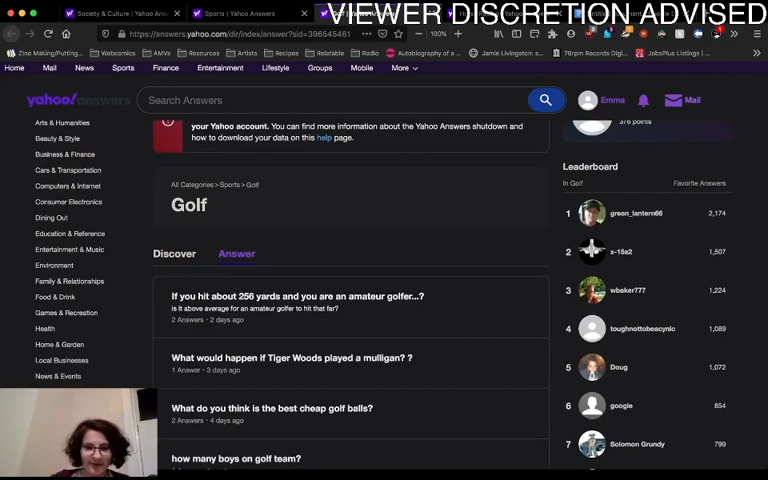 VIEWER DISCRETION ADVISED
Society & Culture | Yahoo Ans
Sports | Yahoo Answers
https://answers.yahoo.com/dir/index/answer?sid=396545461
100%
Zine Making/Putting...
Webcomics
AMVs
Resources
Artists
Recipes
Relatable
Radio
Autobiography of a...
Jamie Livingston: s...
78rpm Records Digi...
JobsPlus | Listing |...
Home
Mail
News
Sports
Finance
Entertainment
Lifestyle
Groups
Mobile
More
yahoo!answers
Search Answers
Emma
Mail
Arts & Humanities
Beauty & Style
Business & Finance
Cars & Transportation
Computers & Internet
Consumer Electronics
Dining Out
Education & Reference
Entertainment & Music
Environment
Family & Relationships
Food & Drink
Games & Recreation
Health
Home & Garden
Local Businesses
News & Events
your Yahoo account. You can find more information about the Yahoo Answers shutdown and
how to download your data on this help page.
All Categories > Sports > Golf
Golf
Discover
Answer
If you hit about 256 yards and you are an amateur golfer...?
is it above average for an amateur golfer to hit that far?
2 Answers · 2 days ago
What would happen if Tiger Woods played a mulligan? ?
1 Answer · 3 days ago
What do you think is the best cheap golf balls?
2 Answers · 4 days ago
how many boys on golf team?
376 points
Leaderboard
In Golf
Favorite Answers
1 green_lantern66 2,174
2 x-15a2 1,507
3 wbaker777 1,224
4 toughnottobeacynic 1,089
5 Doug 1,072
6 google 854
7 Solomon Grundy 799